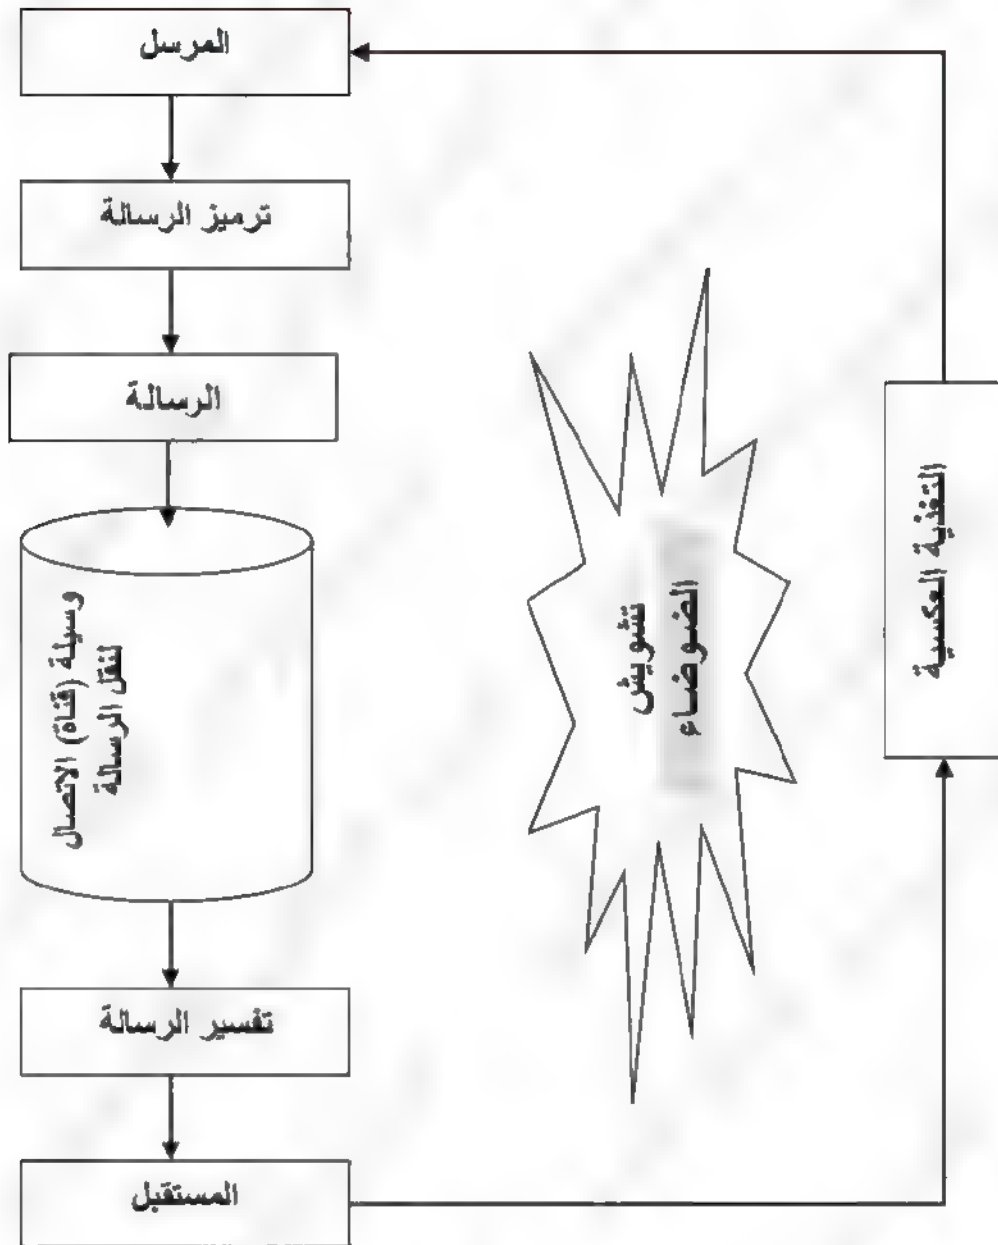 المرسل
ترميز الرسالة
الرسالة
وسيلة (قناة) الاتصال
لنقل الرسالة
تفسير الرسالة
المستقبل
تشويش
الضوضاء
التغذية العكسية